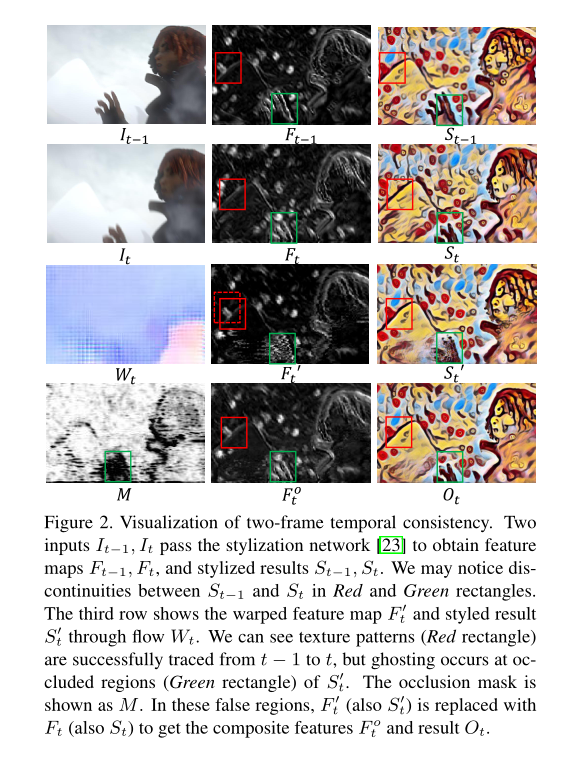 I_{t-1} F_{t-1} S_{t-1}
I_t F_t S_t
W_t F_t′ S_t′
M F_t^o O_t
Figure 2. Visualization of two-frame temporal consistency. Two
inputs I_{t−1}, I_t pass the stylization network [23] to obtain feature
maps F_{t−1}, F_t, and stylized results S_{t−1}, S_t. We may notice dis-
continuities between S_{t−1} and S_t in Red and Green rectangles.
The third row shows the warped feature map F_t′ and styled result
S_t′ through flow W_t. We can see texture patterns (Red rectangle)
are successfully traced from t − 1 to t, but ghosting occurs at oc-
cluded regions (Green rectangle) of S_t′. The occlusion mask is
shown as M. In these false regions, F_t′ (also S_t′) is replaced with
F_t (also S_t) to get the composite features F_t^o and result O_t.